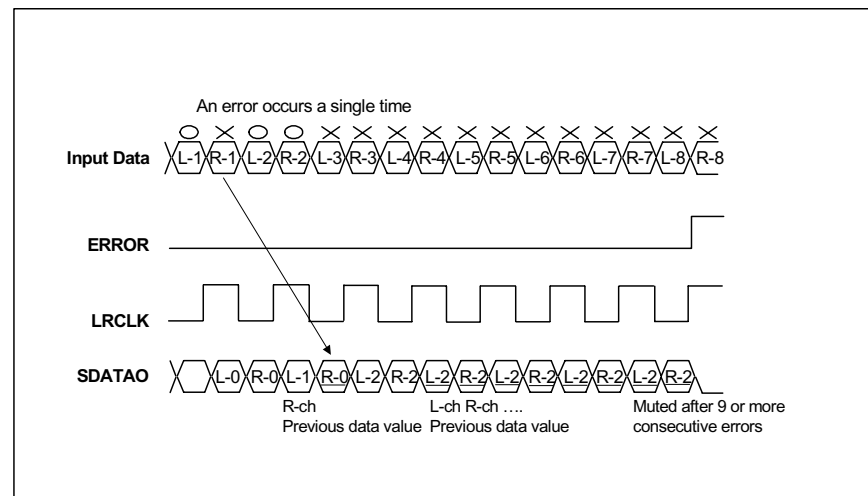 An error occurs a single time
Input Data L-1 R-1 L-2 R-2 L-3 R-3 L-4 R-4 L-5 R-5 L-6 R-6 L-7 R-7 L-8 R-8
ERROR
LRCLK
SDATAO L-0 R-0 L-1 R-0 L-2 R-2 L-2 R-2 L-2 R-2 L-2 R-2 L-2 R-2
R-ch
Previous data value
L-ch R-ch ....
Previous data value
Muted after 9 or more
consecutive errors